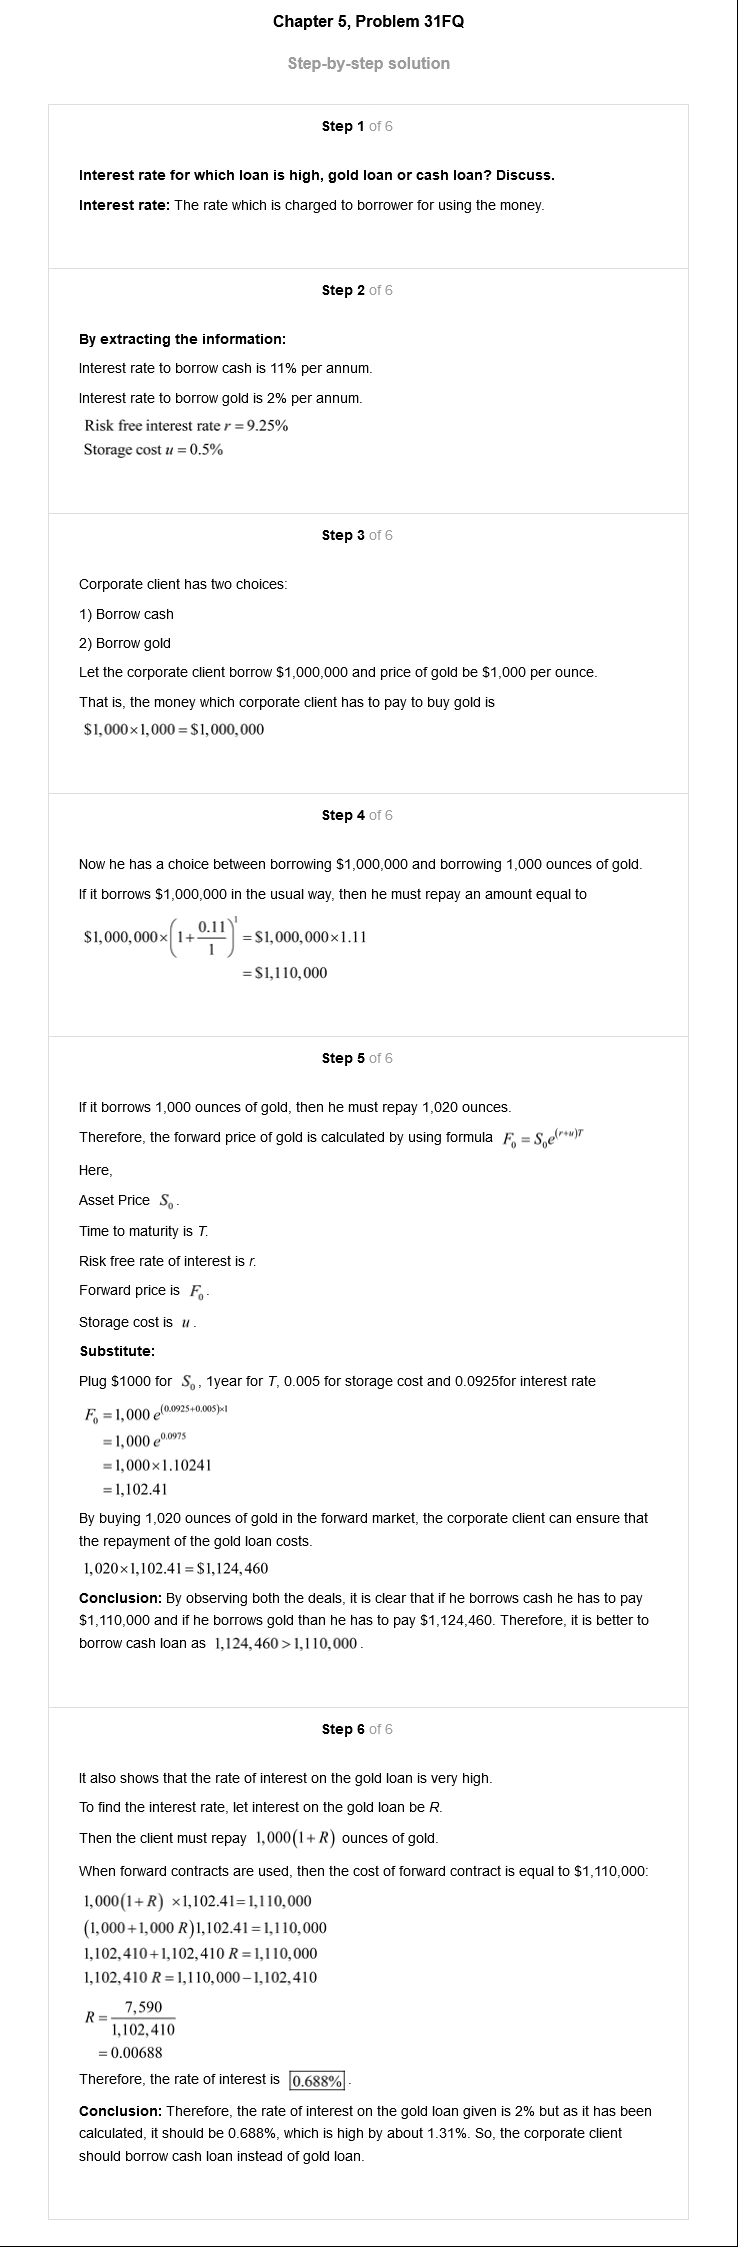 Chapter 5, Problem 31FQ
Step-by-step solution
Step 1 of 6
Interest rate for which loan is high, gold loan or cash loan? Discuss.
Interest rate: The rate which is charged to borrower for using the money.
Step 2 of 6
By extracting the information:
Interest rate to borrow cash is 11% per annum.
Interest rate to borrow gold is 2% per annum.
Risk free interest rate r = 9.25%
Storage cost u = 0.5%
Step 3 of 6
Corporate client has two choices:
1) Borrow cash
2) Borrow gold
Let the corporate client borrow $1,000,000 and price of gold be $1,000 per ounce.
That is, the money which corporate client has to pay to buy gold is
$1,000×1,000 = $1,000,000
Step 4 of 6
Now he has a choice between borrowing $1,000,000 and borrowing 1,000 ounces of gold.
If it borrows $1,000,000 in the usual way, then he must repay an amount equal to
$1,000,000×(1+0.11/1)^1 = $1,000,000×1.11
= $1,110,000
Step 5 of 6
If it borrows 1,000 ounces of gold, then he must repay 1,020 ounces.
Therefore, the forward price of gold is calculated by using formula F₀ = S₀e^(r+u)T
Here,
Asset Price S₀.
Time to maturity is T.
Risk free rate of interest is r.
Forward price is F₀.
Storage cost is u.
Substitute:
Plug $1000 for S₀, 1year for T, 0.005 for storage cost and 0.0925for interest rate
F₀ = 1,000 e^(0.0925+0.005)×1
= 1,000 e^0.0975
= 1,000×1.10241
= 1,102.41
By buying 1,020 ounces of gold in the forward market, the corporate client can ensure that
the repayment of the gold loan costs.
1,020×1,102.41 = $1,124,460
Conclusion: By observing both the deals, it is clear that if he borrows cash he has to pay
$1,110,000 and if he borrows gold than he has to pay $1,124,460. Therefore, it is better to
borrow cash loan as 1,124,460 > 1,110,000.
Step 6 of 6
It also shows that the rate of interest on the gold loan is very high.
To find the interest rate, let interest on the gold loan be R.
Then the client must repay 1,000(1+R) ounces of gold.
When forward contracts are used, then the cost of forward contract is equal to $1,110,000:
1,000(1+R) ×1,102.41=1,110,000
(1,000+1,000 R)1,102.41=1,110,000
1,102,410+1,102,410 R =1,110,000
1,102,410 R =1,110,000−1,102,410
R = 7,590/1,102,410
= 0.00688
Therefore, the rate of interest is 0.688%.
Conclusion: Therefore, the rate of interest on the gold loan given is 2% but as it has been
calculated, it should be 0.688%, which is high by about 1.31%. So, the corporate client
should borrow cash loan instead of gold loan.